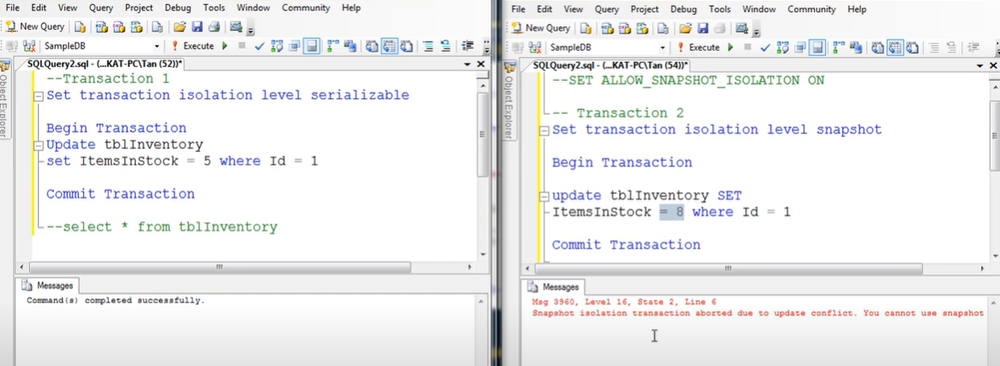 File Edit View Query Project Debug Tools Window Community Help
New Query
SampleDB Execute
SQLQuery2.sql - (...KAT-PC\Tan (52))*
Object Explorer
--Transaction 1
Set transaction isolation level serializable
Begin Transaction
Update tblInventory
set ItemsInStock = 5 where Id = 1
Commit Transaction
--select * from tblInventory
Messages
Command(s) completed successfully.
File Edit View Query Project Debug Tools Window Community Help
New Query
SampleDB Execute
SQLQuery2.sql - (...KAT-PC\Tan (54))*
Object Explorer
--SET ALLOW_SNAPSHOT_ISOLATION ON
-- Transaction 2
Set transaction isolation level snapshot
Begin Transaction
update tblInventory SET
ItemsInStock = 8 where Id = 1
Commit Transaction
Messages
Msg 3960, Level 16, State 2, Line 6
Snapshot isolation transaction aborted due to update conflict. You cannot use snapshot